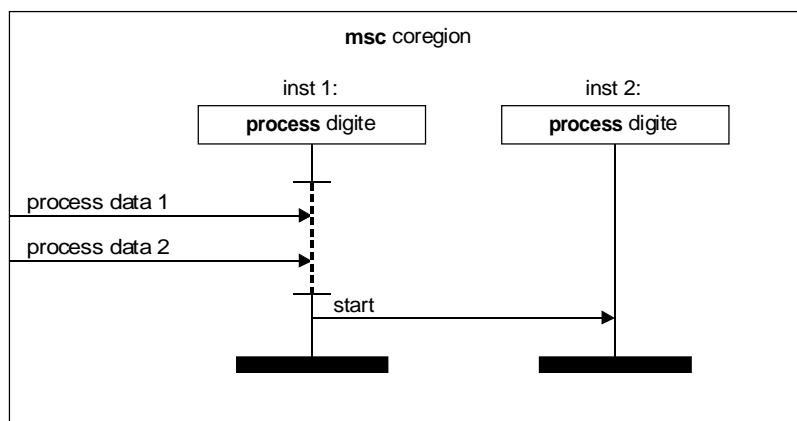 msc coregion
inst 1:
inst 2:
process digite
process digite
process data 1
process data 2
start